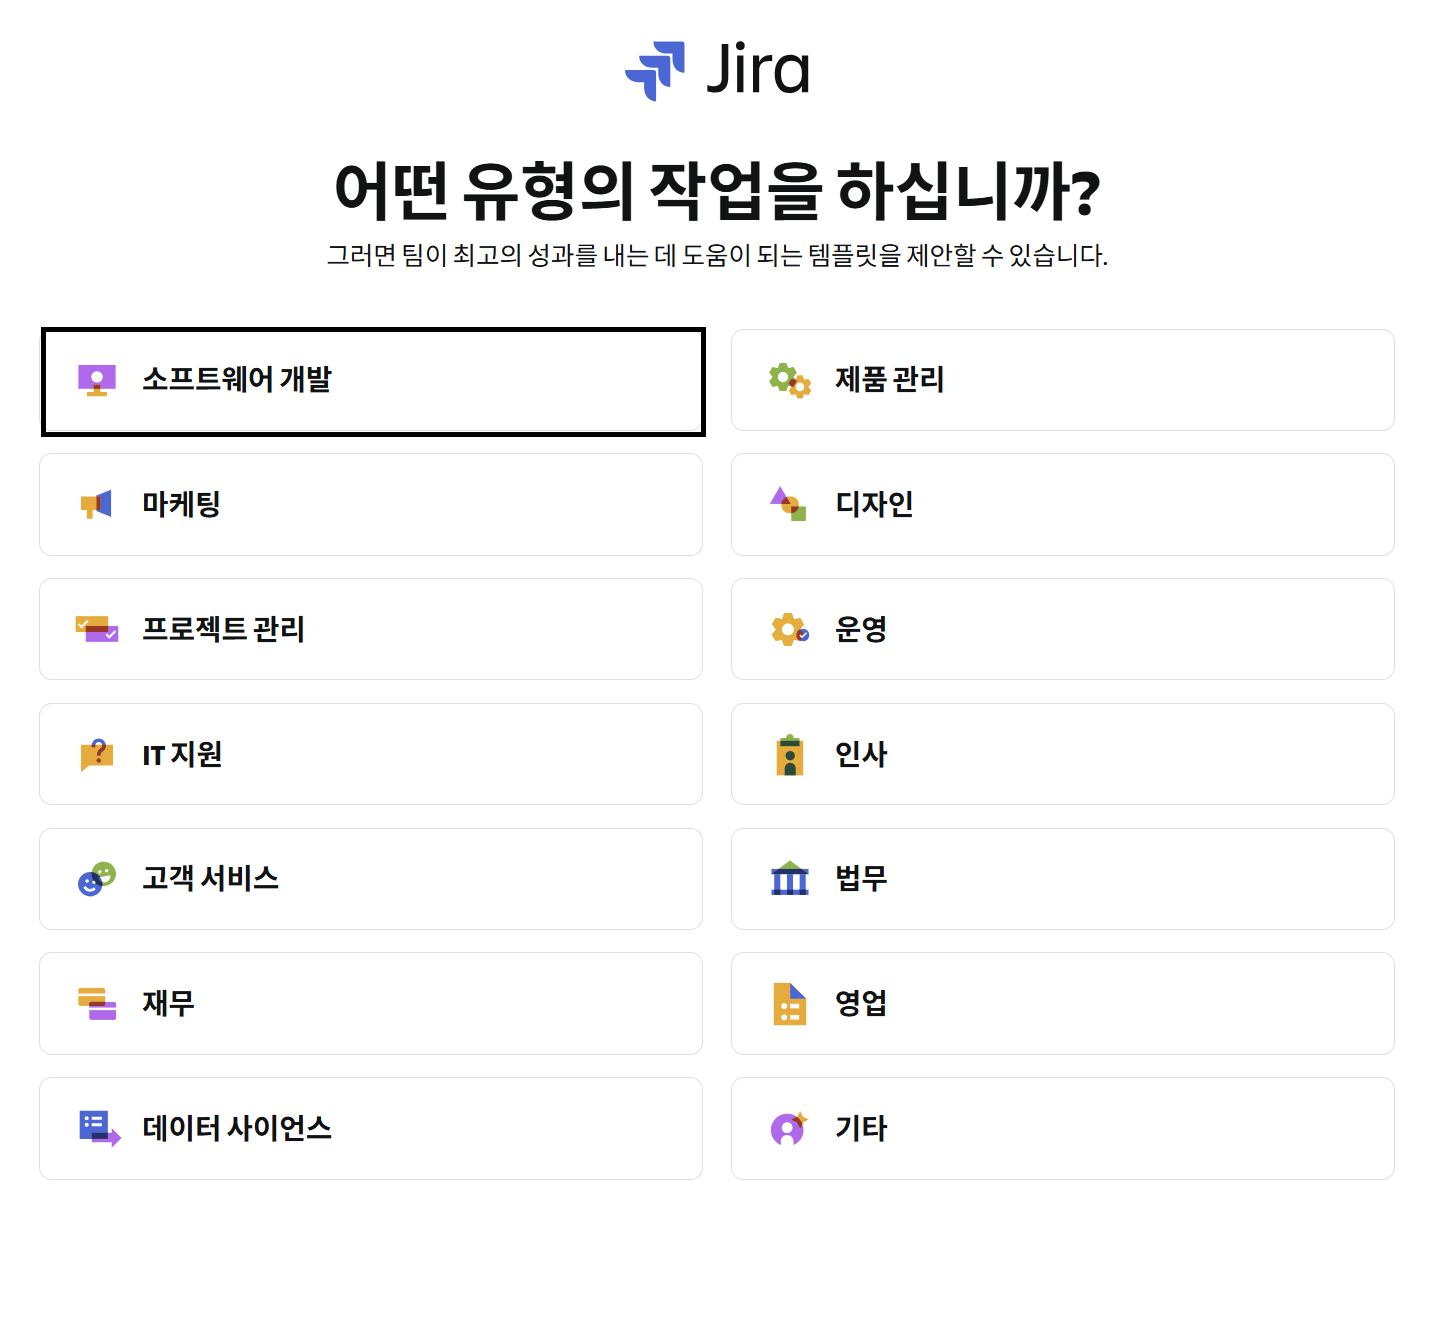 Jira
어떤 유형의 작업을 하십니까?
그러면 팀이 최고의 성과를 내는 데 도움이 되는 템플릿을 제안할 수 있습니다.
소프트웨어 개발
제품 관리
마케팅
디자인
프로젝트 관리
운영
IT 지원
인사
고객 서비스
법무
재무
영업
데이터 사이언스
기타